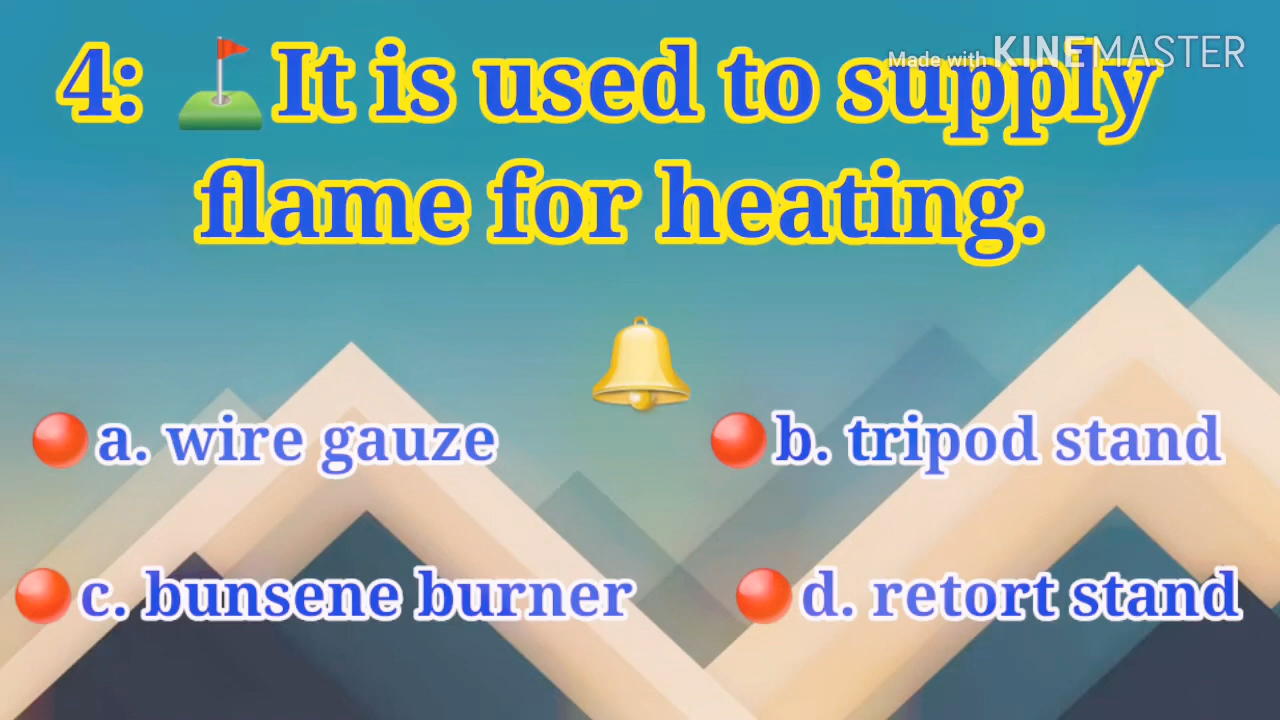 Made with KINEMASTER
4: It is used to supply
flame for heating.
a. wire gauze
b. tripod stand
c. bunsene burner
d. retort stand